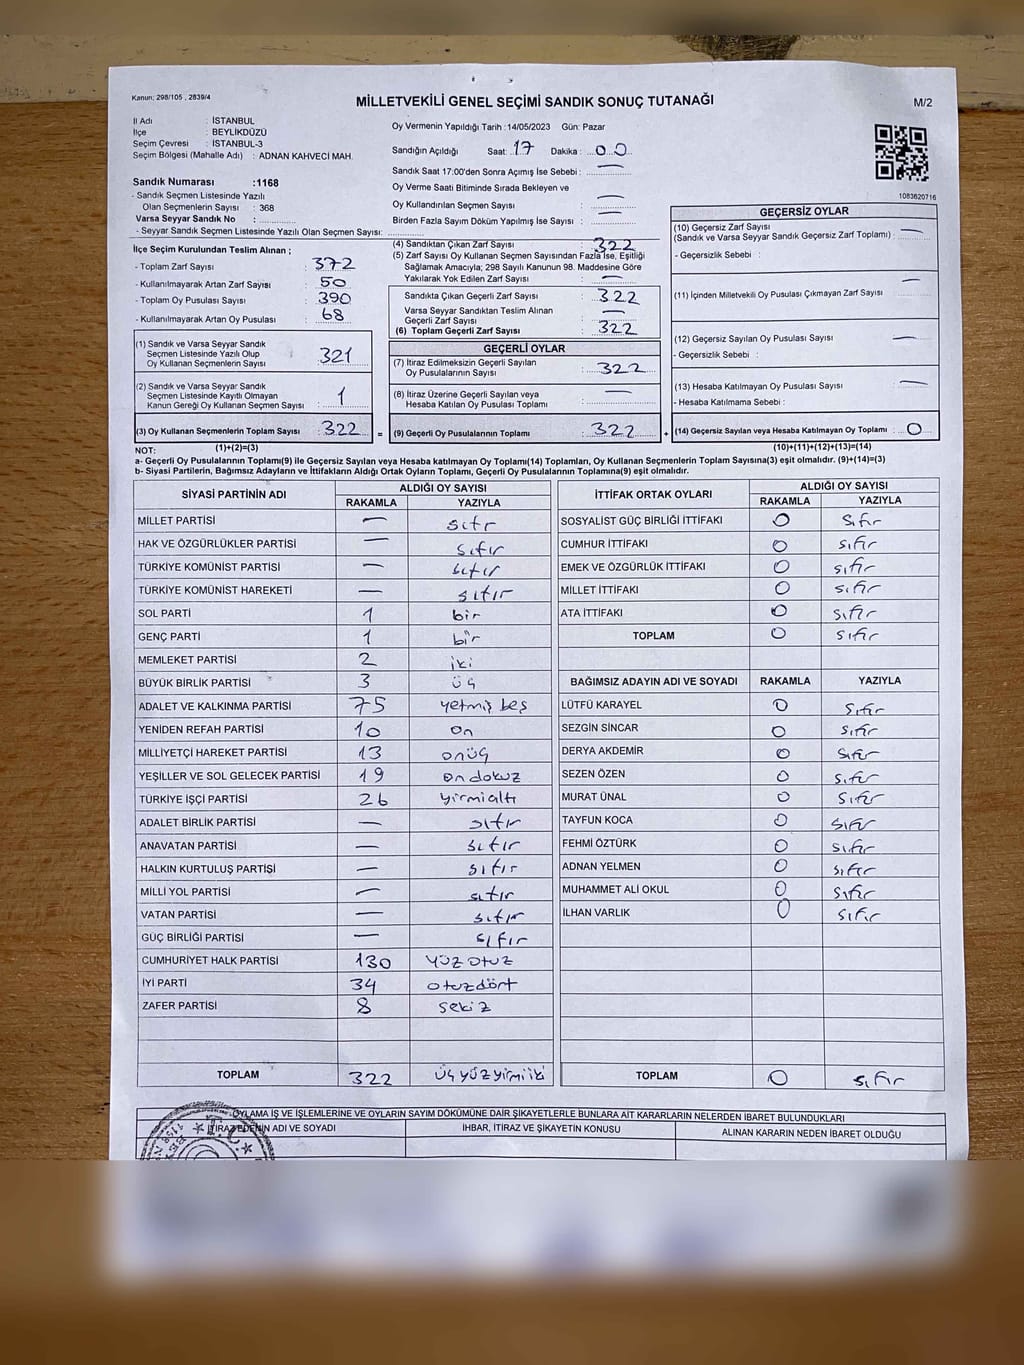 Kanun; 298/105 , 2839/4
MİLLETVEKİLİ GENEL SEÇİMİ SANDIK SONUÇ TUTANAĞI
M/2
İl Adı : İSTANBUL
İlçe : BEYLİKDÜZÜ
Seçim Çevresi : İSTANBUL-3
Seçim Bölgesi (Mahalle Adı) : ADNAN KAHVECİ MAH.
Oy Vermenin Yapıldığı Tarih : 14/05/2023 Gün: Pazar
Sandığın Açıldığı Saat: 17 Dakika : 00
Sandık Saat 17:00'den Sonra Açımış İse Sebebi : —
Oy Verme Saati Bitiminde Sırada Bekleyen ve
Oy Kullandırılan Seçmen Sayısı : —
Birden Fazla Sayım Döküm Yapılmış İse Sayısı : —
1083620716
Sandık Numarası :1168
- Sandık Seçmen Listesinde Yazılı
Olan Seçmenlerin Sayısı : 368
Varsa Seyyar Sandık No :
- Seyyar Sandık Seçmen Listesinde Yazılı Olan Seçmen Sayısı:
İlçe Seçim Kurulundan Teslim Alınan ;
- Toplam Zarf Sayısı : 372
- Kullanılmayarak Artan Zarf Sayısı : 50
- Toplam Oy Pusulası Sayısı : 390
- Kullanılmayarak Artan Oy Pusulası : 68
(1) Sandık ve Varsa Seyyar Sandık
Seçmen Listesinde Yazılı Olup
Oy Kullanan Seçmenlerin Sayısı : 321
(2) Sandık ve Varsa Seyyar Sandık
Seçmen Listesinde Kayıtlı Olmayan
Kanun Gereği Oy Kullanan Seçmen Sayısı : 1
(3) Oy Kullanan Seçmenlerin Toplam Sayısı : 322 =
(1)+(2)=(3)
(4) Sandıktan Çıkan Zarf Sayısı : 322
(5) Zarf Sayısı Oy Kullanan Seçmen Sayısından Fazla İse, Eşitliği
Sağlamak Amacıyla; 298 Sayılı Kanunun 98. Maddesine Göre
Yakılarak Yok Edilen Zarf Sayısı : —
Sandıkta Çıkan Geçerli Zarf Sayısı : 322
Varsa Seyyar Sandıktan Teslim Alınan
Geçerli Zarf Sayısı : —
(6) Toplam Geçerli Zarf Sayısı : 322
GEÇERLİ OYLAR
(7) İtiraz Edilmeksizin Geçerli Sayılan
Oy Pusulalarının Sayısı : 322
(8) İtiraz Üzerine Geçerli Sayılan veya
Hesaba Katılan Oy Pusulası Toplamı : —
(9) Geçerli Oy Pusulalarının Toplamı : 322 +
GEÇERSİZ OYLAR
(10) Geçersiz Zarf Sayısı
(Sandık ve Varsa Seyyar Sandık Geçersiz Zarf Toplamı) : —
- Geçersizlik Sebebi :
(11) İçinden Milletvekili Oy Pusulası Çıkmayan Zarf Sayısı : —
(12) Geçersiz Sayılan Oy Pusulası Sayısı : —
- Geçersizlik Sebebi :
(13) Hesaba Katılmayan Oy Pusulası Sayısı : —
- Hesaba Katılmama Sebebi :
(14) Geçersiz Sayılan veya Hesaba Katılmayan Oy Toplamı : 0
(10)+(11)+(12)+(13)=(14)
NOT:
a- Geçerli Oy Pusulalarının Toplamı(9) ile Geçersiz Sayılan veya Hesaba katılmayan Oy Toplamı(14) Toplamları, Oy Kullanan Seçmenlerin Toplam Sayısına(3) eşit olmalıdır. (9)+(14)=(3)
b- Siyasi Partilerin, Bağımsız Adayların ve İttifakların Aldığı Ortak Oyların Toplamı, Geçerli Oy Pusulalarının Toplamına(9) eşit olmalıdır.
SİYASİ PARTİNİN ADI ALDIĞI OY SAYISI
RAKAMLA YAZIYLA
MİLLET PARTİSİ — sıfır
HAK VE ÖZGÜRLÜKLER PARTİSİ — sıfır
TÜRKİYE KOMÜNİST PARTİSİ — sıfır
TÜRKİYE KOMÜNİST HAREKETİ — sıfır
SOL PARTİ 1 bir
GENÇ PARTİ 1 bir
MEMLEKET PARTİSİ 2 iki
BÜYÜK BİRLİK PARTİSİ 3 üç
ADALET VE KALKINMA PARTİSİ 75 yetmiş beş
YENİDEN REFAH PARTİSİ 10 on
MİLLİYETÇİ HAREKET PARTİSİ 13 onüç
YEŞİLLER VE SOL GELECEK PARTİSİ 19 ondokuz
TÜRKİYE İŞÇİ PARTİSİ 26 yirmialtı
ADALET BİRLİK PARTİSİ — sıfır
ANAVATAN PARTİSİ — sıfır
HALKIN KURTULUŞ PARTİSİ — sıfır
MİLLİ YOL PARTİSİ — sıfır
VATAN PARTİSİ — sıfır
GÜÇ BİRLİĞİ PARTİSİ — sıfır
CUMHURİYET HALK PARTİSİ 130 yüz otuz
İYİ PARTİ 34 otuzdört
ZAFER PARTİSİ 8 sekiz
TOPLAM 322 üçyüzyirmiiki
İTTİFAK ORTAK OYLARI ALDIĞI OY SAYISI
RAKAMLA YAZIYLA
SOSYALİST GÜÇ BİRLİĞİ İTTİFAKI 0 sıfır
CUMHUR İTTİFAKI 0 sıfır
EMEK VE ÖZGÜRLÜK İTTİFAKI 0 sıfır
MİLLET İTTİFAKI 0 sıfır
ATA İTTİFAKI 0 sıfır
TOPLAM 0 sıfır
BAĞIMSIZ ADAYIN ADI VE SOYADI RAKAMLA YAZIYLA
LÜTFÜ KARAYEL 0 sıfır
SEZGİN SİNCAR 0 sıfır
DERYA AKDEMİR 0 sıfır
SEZEN ÖZEN 0 sıfır
MURAT ÜNAL 0 sıfır
TAYFUN KOCA 0 sıfır
FEHMİ ÖZTÜRK 0 sıfır
ADNAN YELMEN 0 sıfır
MUHAMMET ALİ OKUL 0 sıfır
İLHAN VARLIK 0 sıfır
TOPLAM 0 sıfır
OYLAMA İŞ VE İŞLEMLERİNE VE OYLARIN SAYIM DÖKÜMÜNE DAİR ŞİKAYETLERLE BUNLARA AİT KARARLARIN NELERDEN İBARET BULUNDUKLARI
İTİRAZ EDENİN ADI VE SOYADI İHBAR, İTİRAZ VE ŞİKAYETİN KONUSU ALINAN KARARIN NEDEN İBARET OLDUĞU
T.C.